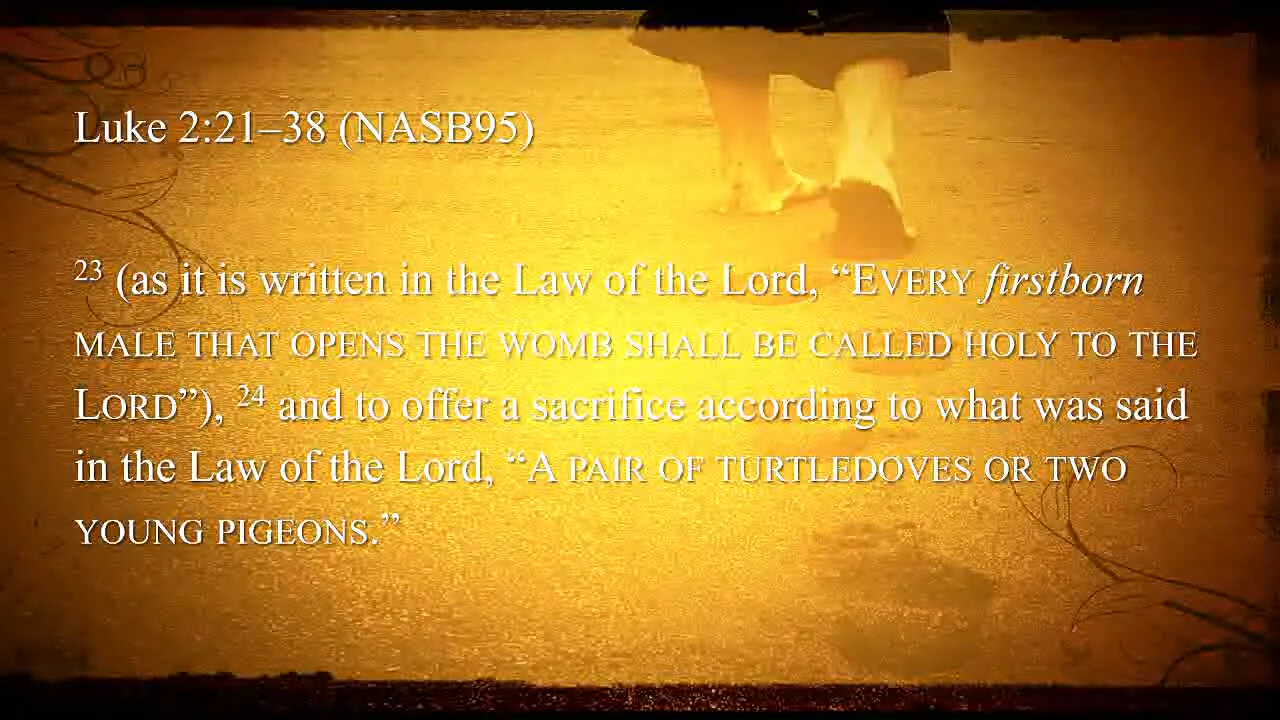 Luke 2:21–38 (NASB95)
23 (as it is written in the Law of the Lord, “EVERY firstborn
MALE THAT OPENS THE WOMB SHALL BE CALLED HOLY TO THE
LORD”), 24 and to offer a sacrifice according to what was said
in the Law of the Lord, “A PAIR OF TURTLEDOVES OR TWO
YOUNG PIGEONS.”